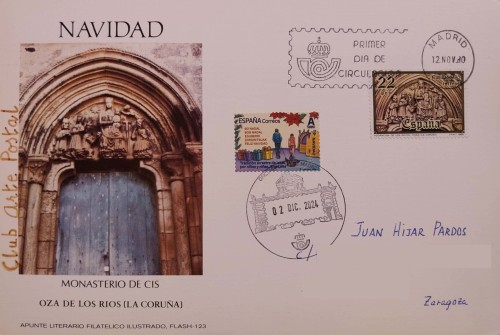 NAVIDAD
Club Arte Postal
MONASTERIO DE CIS
OZA DE LOS RIOS [LA CORUÑA]
APUNTE LITERARIO FILATELICO ILUSTRADO, FLASH-123
PRIMER
DIA DE
MADRID
12 NOV. 80
22
España
ESPAÑA Correos
A
02 DIC. 2024
JUAN HIJAR PARDOS
Zaragoza